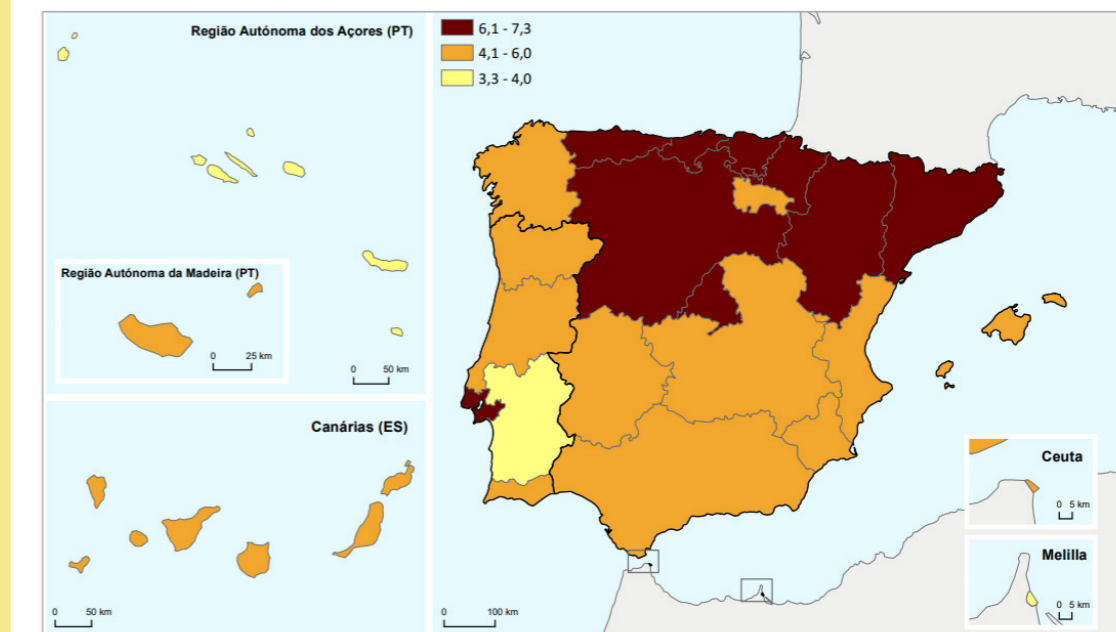 Região Autónoma dos Açores (PT)
6,1 - 7,3
4,1 - 6,0
3,3 - 4,0
Região Autónoma da Madeira (PT)
0 25 km
0 50 km
Canárias (ES)
0 50 km
0 100 km
Ceuta
0 5 km
Melilla
0 5 km